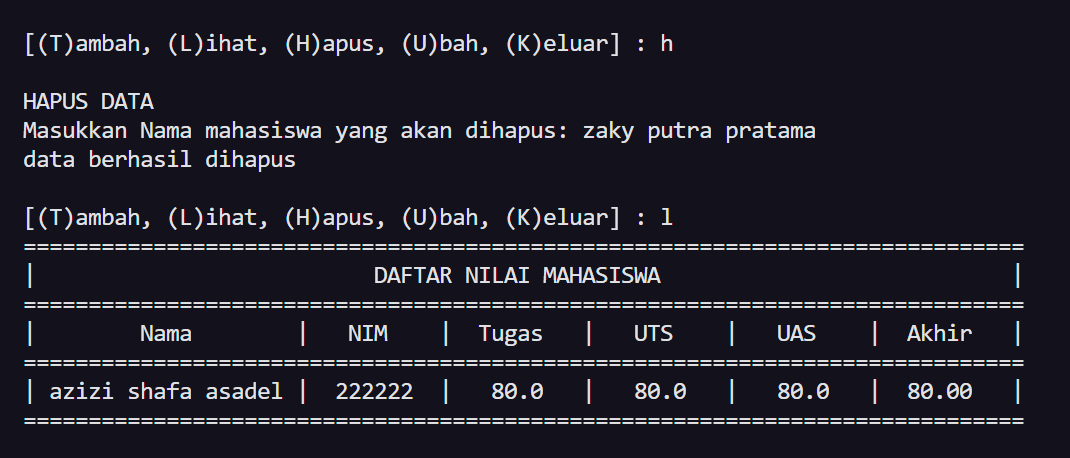 [(T)ambah, (L)ihat, (H)apus, (U)bah, (K)eluar] : h
HAPUS DATA
Masukkan Nama mahasiswa yang akan dihapus: zaky putra pratama
data berhasil dihapus
[(T)ambah, (L)ihat, (H)apus, (U)bah, (K)eluar] : l
=============================================================================
| DAFTAR NILAI MAHASISWA |
=============================================================================
| Nama | NIM | Tugas | UTS | UAS | Akhir |
=============================================================================
| azizi shafa asadel | 222222 | 80.0 | 80.0 | 80.0 | 80.00 |
=============================================================================